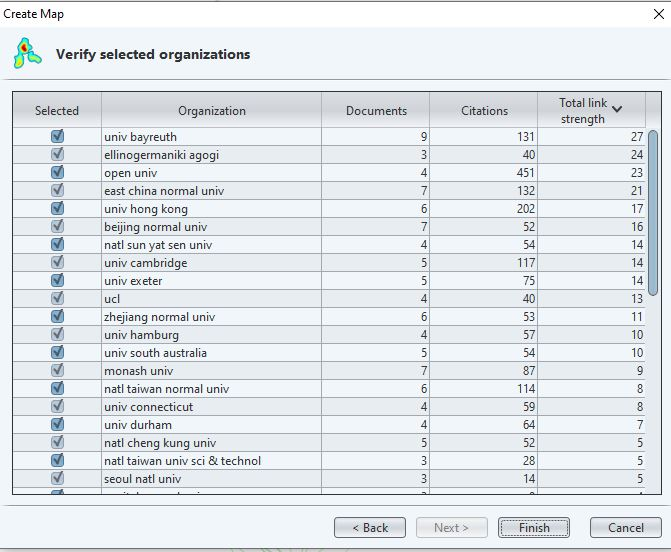 Create Map
Verify selected organizations
Selected Organization Documents Citations Total link strength
univ bayreuth 9 131 27
ellinogermaniki agogi 3 40 24
open univ 4 451 23
east china normal univ 7 132 21
univ hong kong 6 202 17
beijing normal univ 7 52 16
natl sun yat sen univ 4 54 14
univ cambridge 5 117 14
univ exeter 5 75 14
ucl 4 40 13
zhejiang normal univ 6 53 11
univ hamburg 4 57 10
univ south australia 5 54 10
monash univ 7 87 9
natl taiwan normal univ 6 114 8
univ connecticut 4 59 8
univ durham 4 64 7
natl cheng kung univ 5 52 5
natl taiwan univ sci & technol 3 28 5
seoul natl univ 3 14 5
< Back Next > Finish Cancel